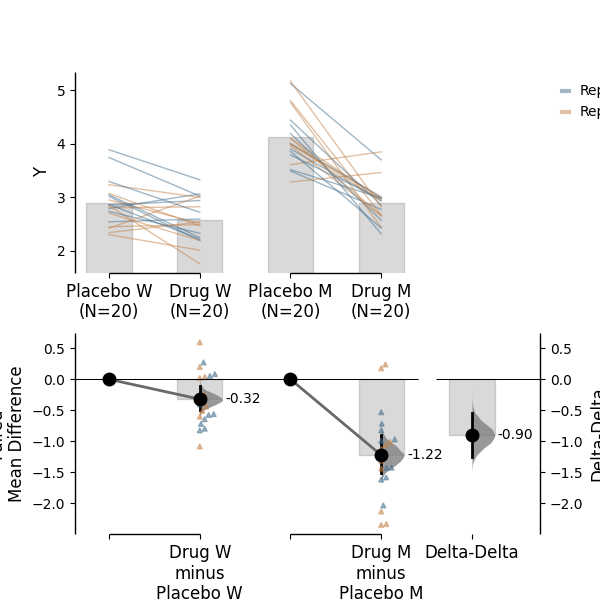 5
4
3
2
Y
Rep
Rep
Placebo W
(N=20)
Drug W
(N=20)
Placebo M
(N=20)
Drug M
(N=20)
0.5
0.0
−0.5
−1.0
−1.5
−2.0
Mean Difference
-0.32
-1.22
-0.90
0.5
0.0
−0.5
−1.0
−1.5
−2.0
Delta-Delta
Drug W
minus
Placebo W
Drug M
minus
Placebo M
Delta-Delta